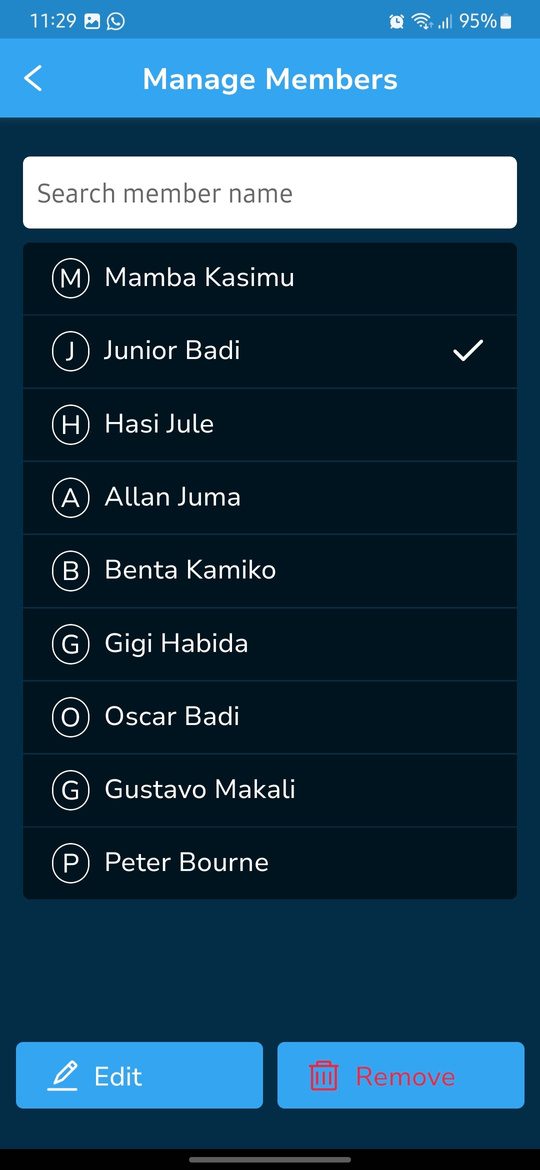 11:29 95%
Manage Members
Search member name
M Mamba Kasimu
J Junior Badi
H Hasi Jule
A Allan Juma
B Benta Kamiko
G Gigi Habida
O Oscar Badi
G Gustavo Makali
P Peter Bourne
Edit Remove